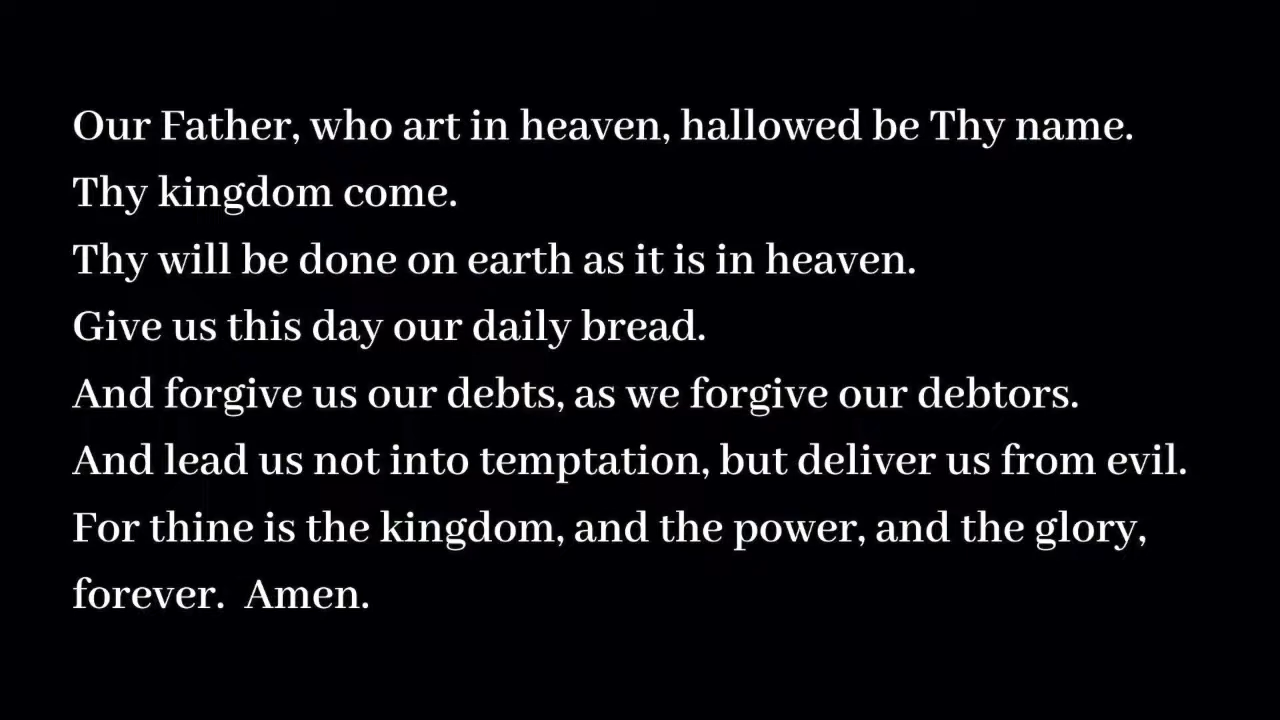 Our Father, who art in heaven, hallowed be Thy name.
Thy kingdom come.
Thy will be done on earth as it is in heaven.
Give us this day our daily bread.
And forgive us our debts, as we forgive our debtors.
And lead us not into temptation, but deliver us from evil.
For thine is the kingdom, and the power, and the glory,
forever.  Amen.